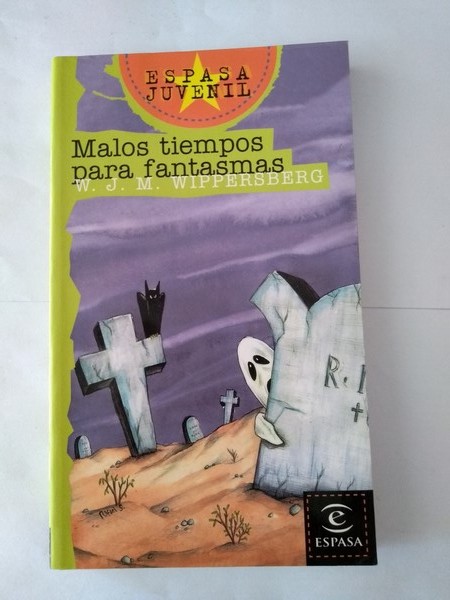 ESPASA
JUVENIL
Malos tiempos
para fantasmas
W. J. M. WIPPERSBERG
R.
ESPASA